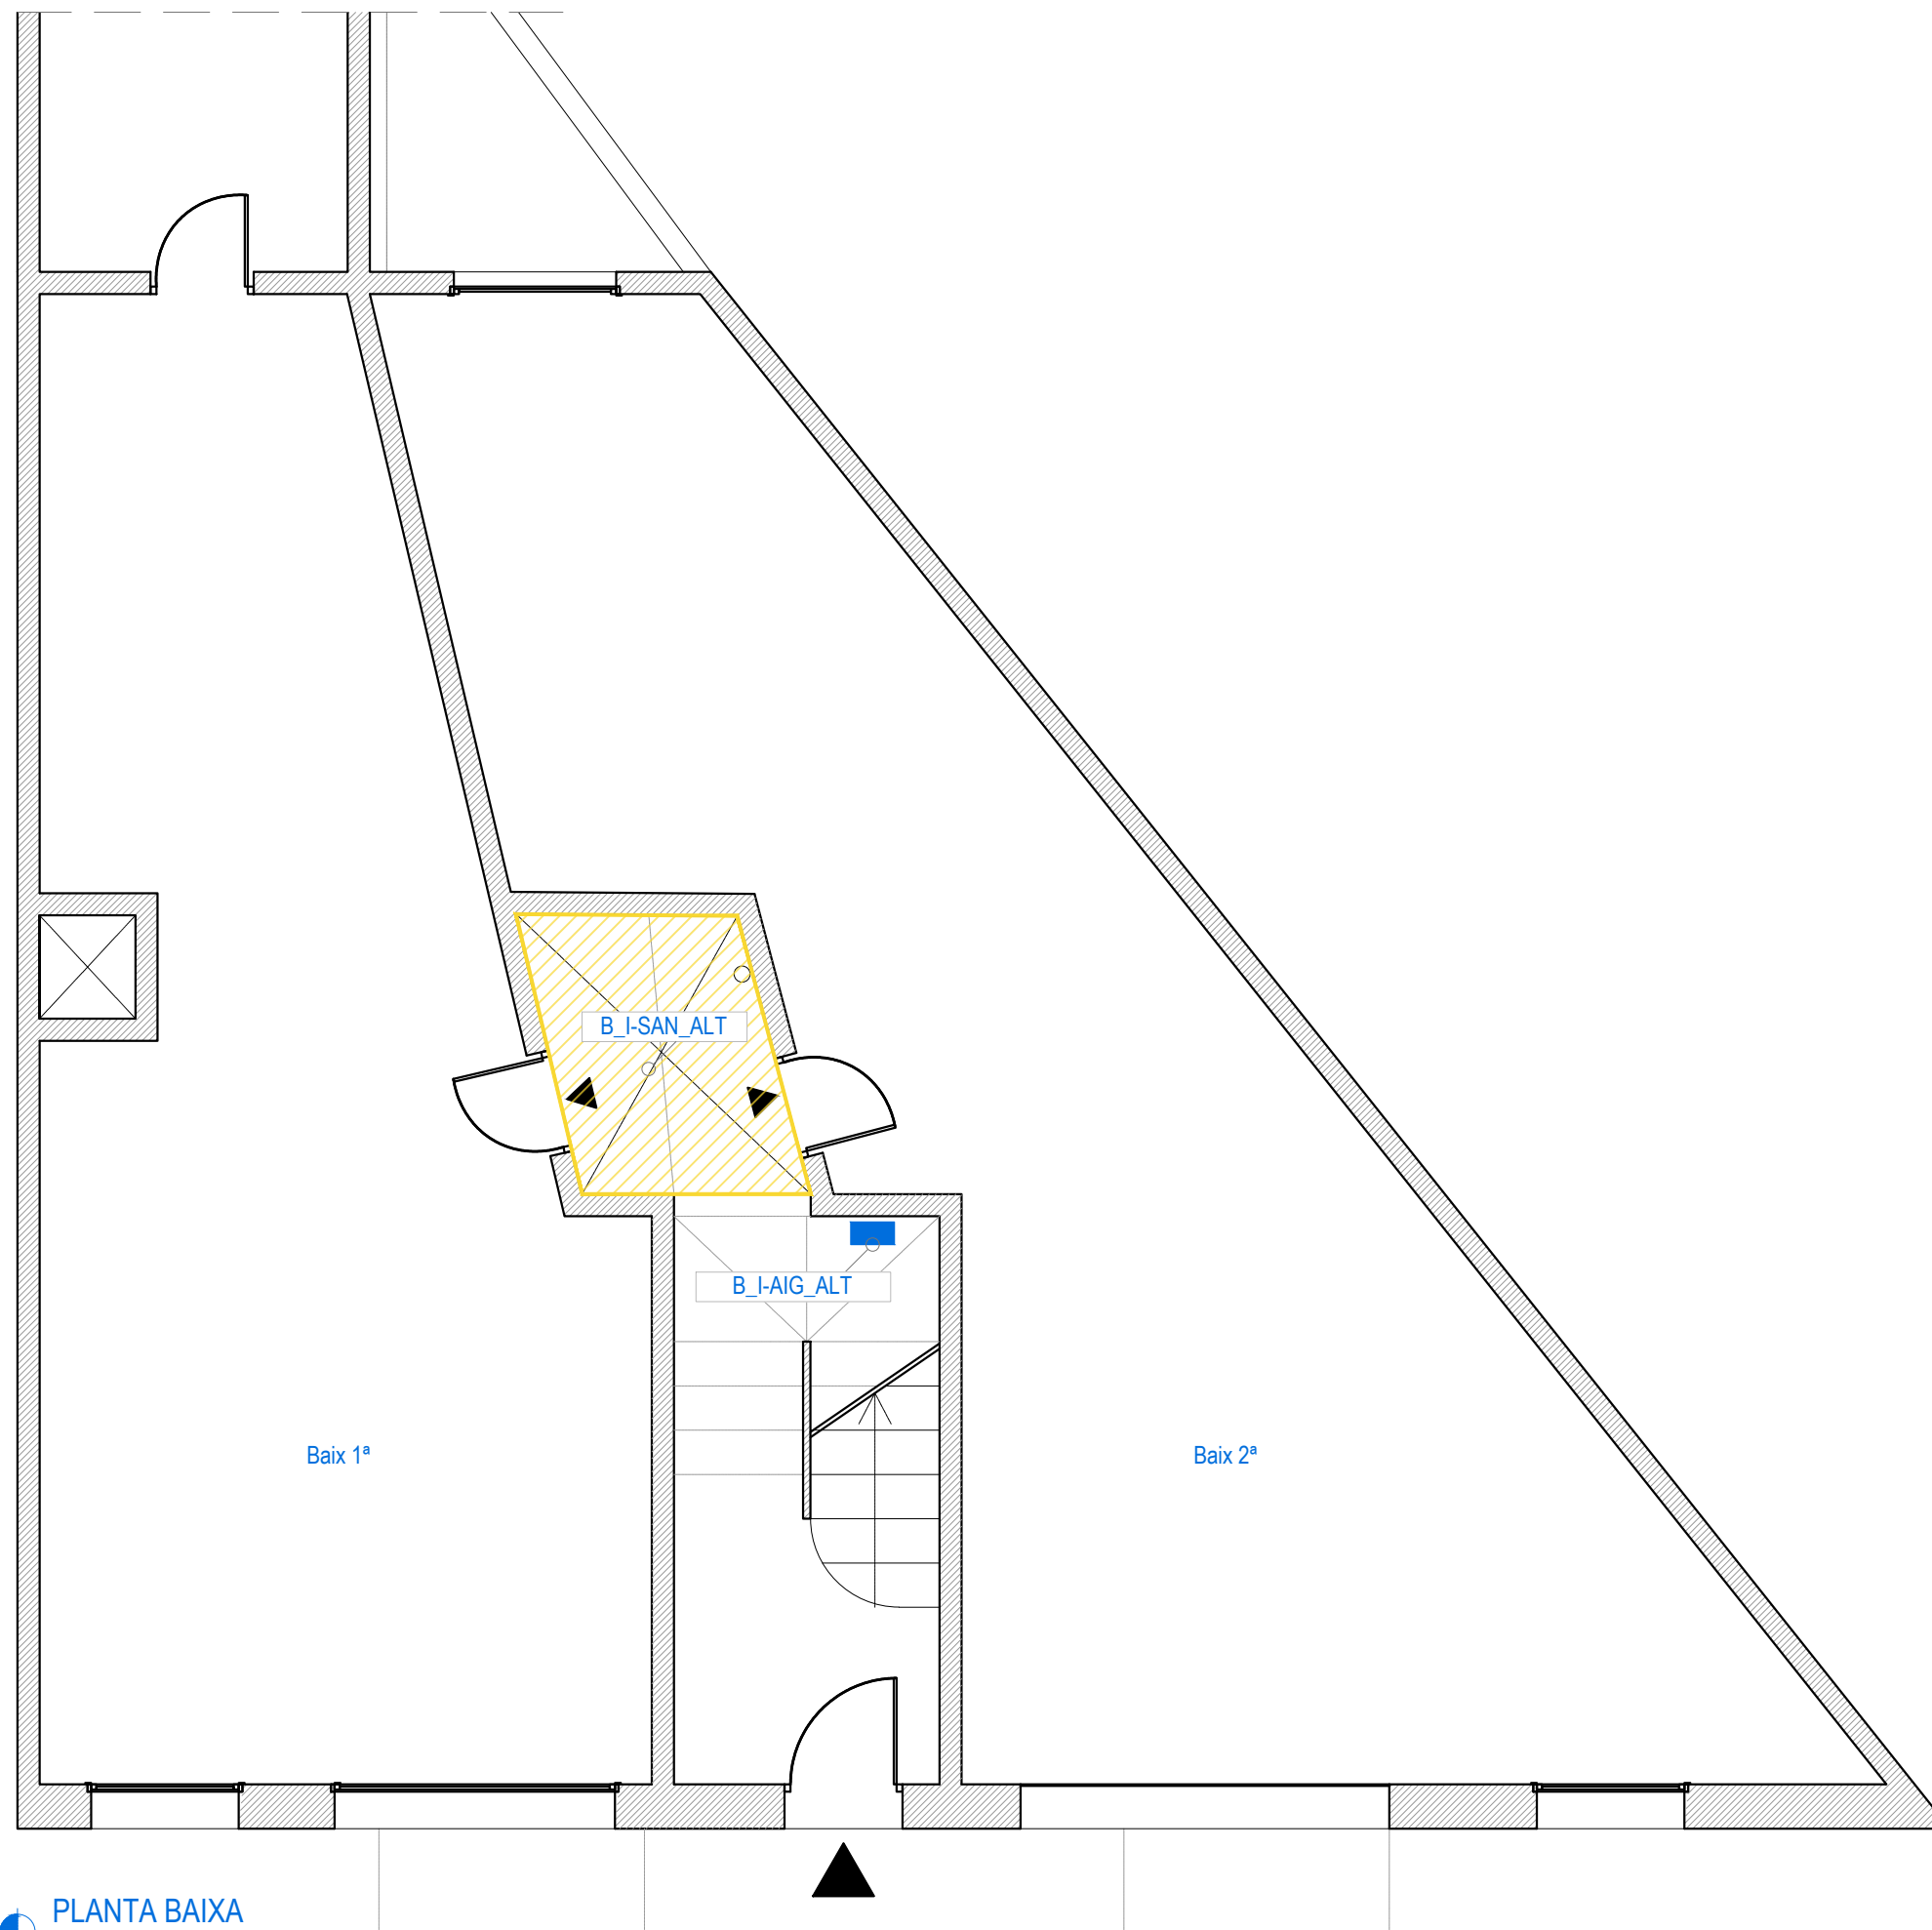 B_I-SAN_ALT
B_I-AIG_ALT
Baix 1ª
Baix 2ª
PLANTA BAIXA